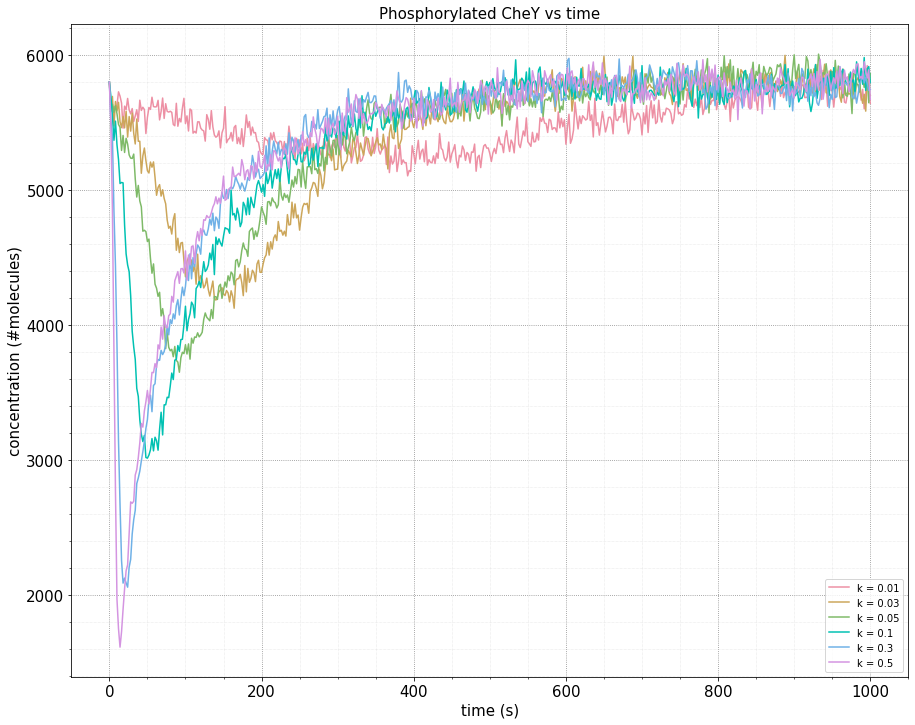 Phosphorylated CheY vs time
concentration (#molecules)
6000
5000
4000
3000
2000
0
200
400
600
800
1000
time (s)
k = 0.01
k = 0.03
k = 0.05
k = 0.1
k = 0.3
k = 0.5